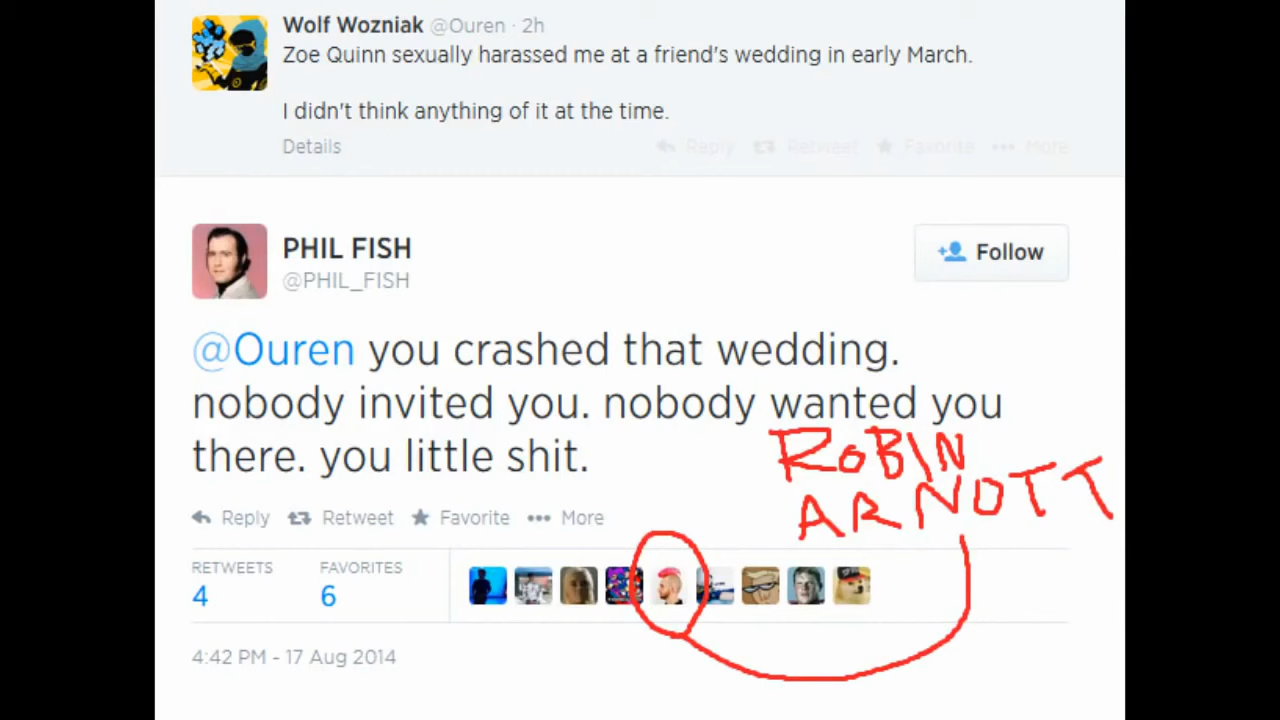 Wolf Wozniak @Ouren · 2h
Zoe Quinn sexually harassed me at a friend's wedding in early March.
I didn't think anything of it at the time.
Details Reply Retweet Favorite More
PHIL FISH
@PHIL_FISH
Follow
@Ouren you crashed that wedding.
nobody invited you. nobody wanted you
there. you little shit.
ROBIN
ARNOTT
Reply Retweet Favorite More
RETWEETS FAVORITES
4 6
4:42 PM - 17 Aug 2014